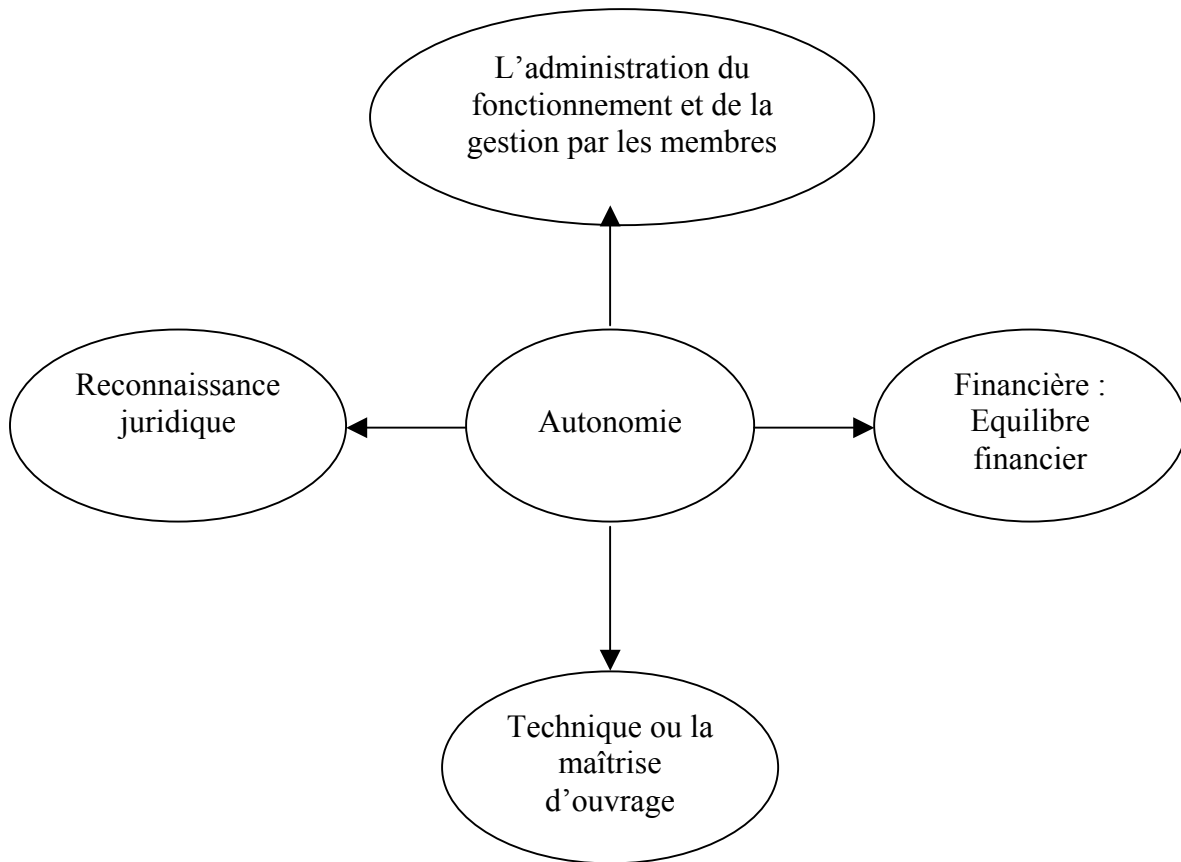 L’administration du
fonctionnement et de la
gestion par les membres
Reconnaissance
juridique
Autonomie
Financière :
Equilibre
financier
Technique ou la
maîtrise
d’ouvrage